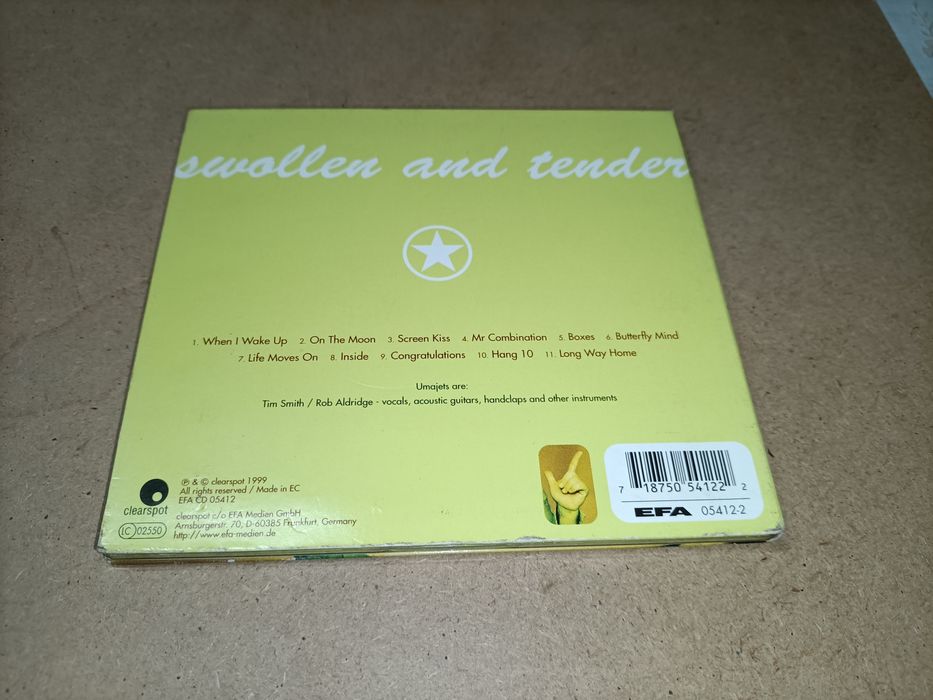 swollen and tender
1. When I Wake Up 2. On The Moon 3. Screen Kiss 4. Mr Combination 5. Boxes 6. Butterfly Mind
7. Life Moves On 8. Inside 9. Congratulations 10. Hang 10 11. Long Way Home
Umajets are:
Tim Smith / Rob Aldridge - vocals, acoustic guitars, handclaps and other instruments
℗ & © clearspot 1999
All rights reserved / Made in EC
EFA CD 05412
clearspot
LC 02550
clearspot c/o EFA Medien GmbH
Arnsburgerstr. 70, D-60385 Frankfurt, Germany
http://www.efa-medien.de
7 18750 54122 2
EFA 05412-2